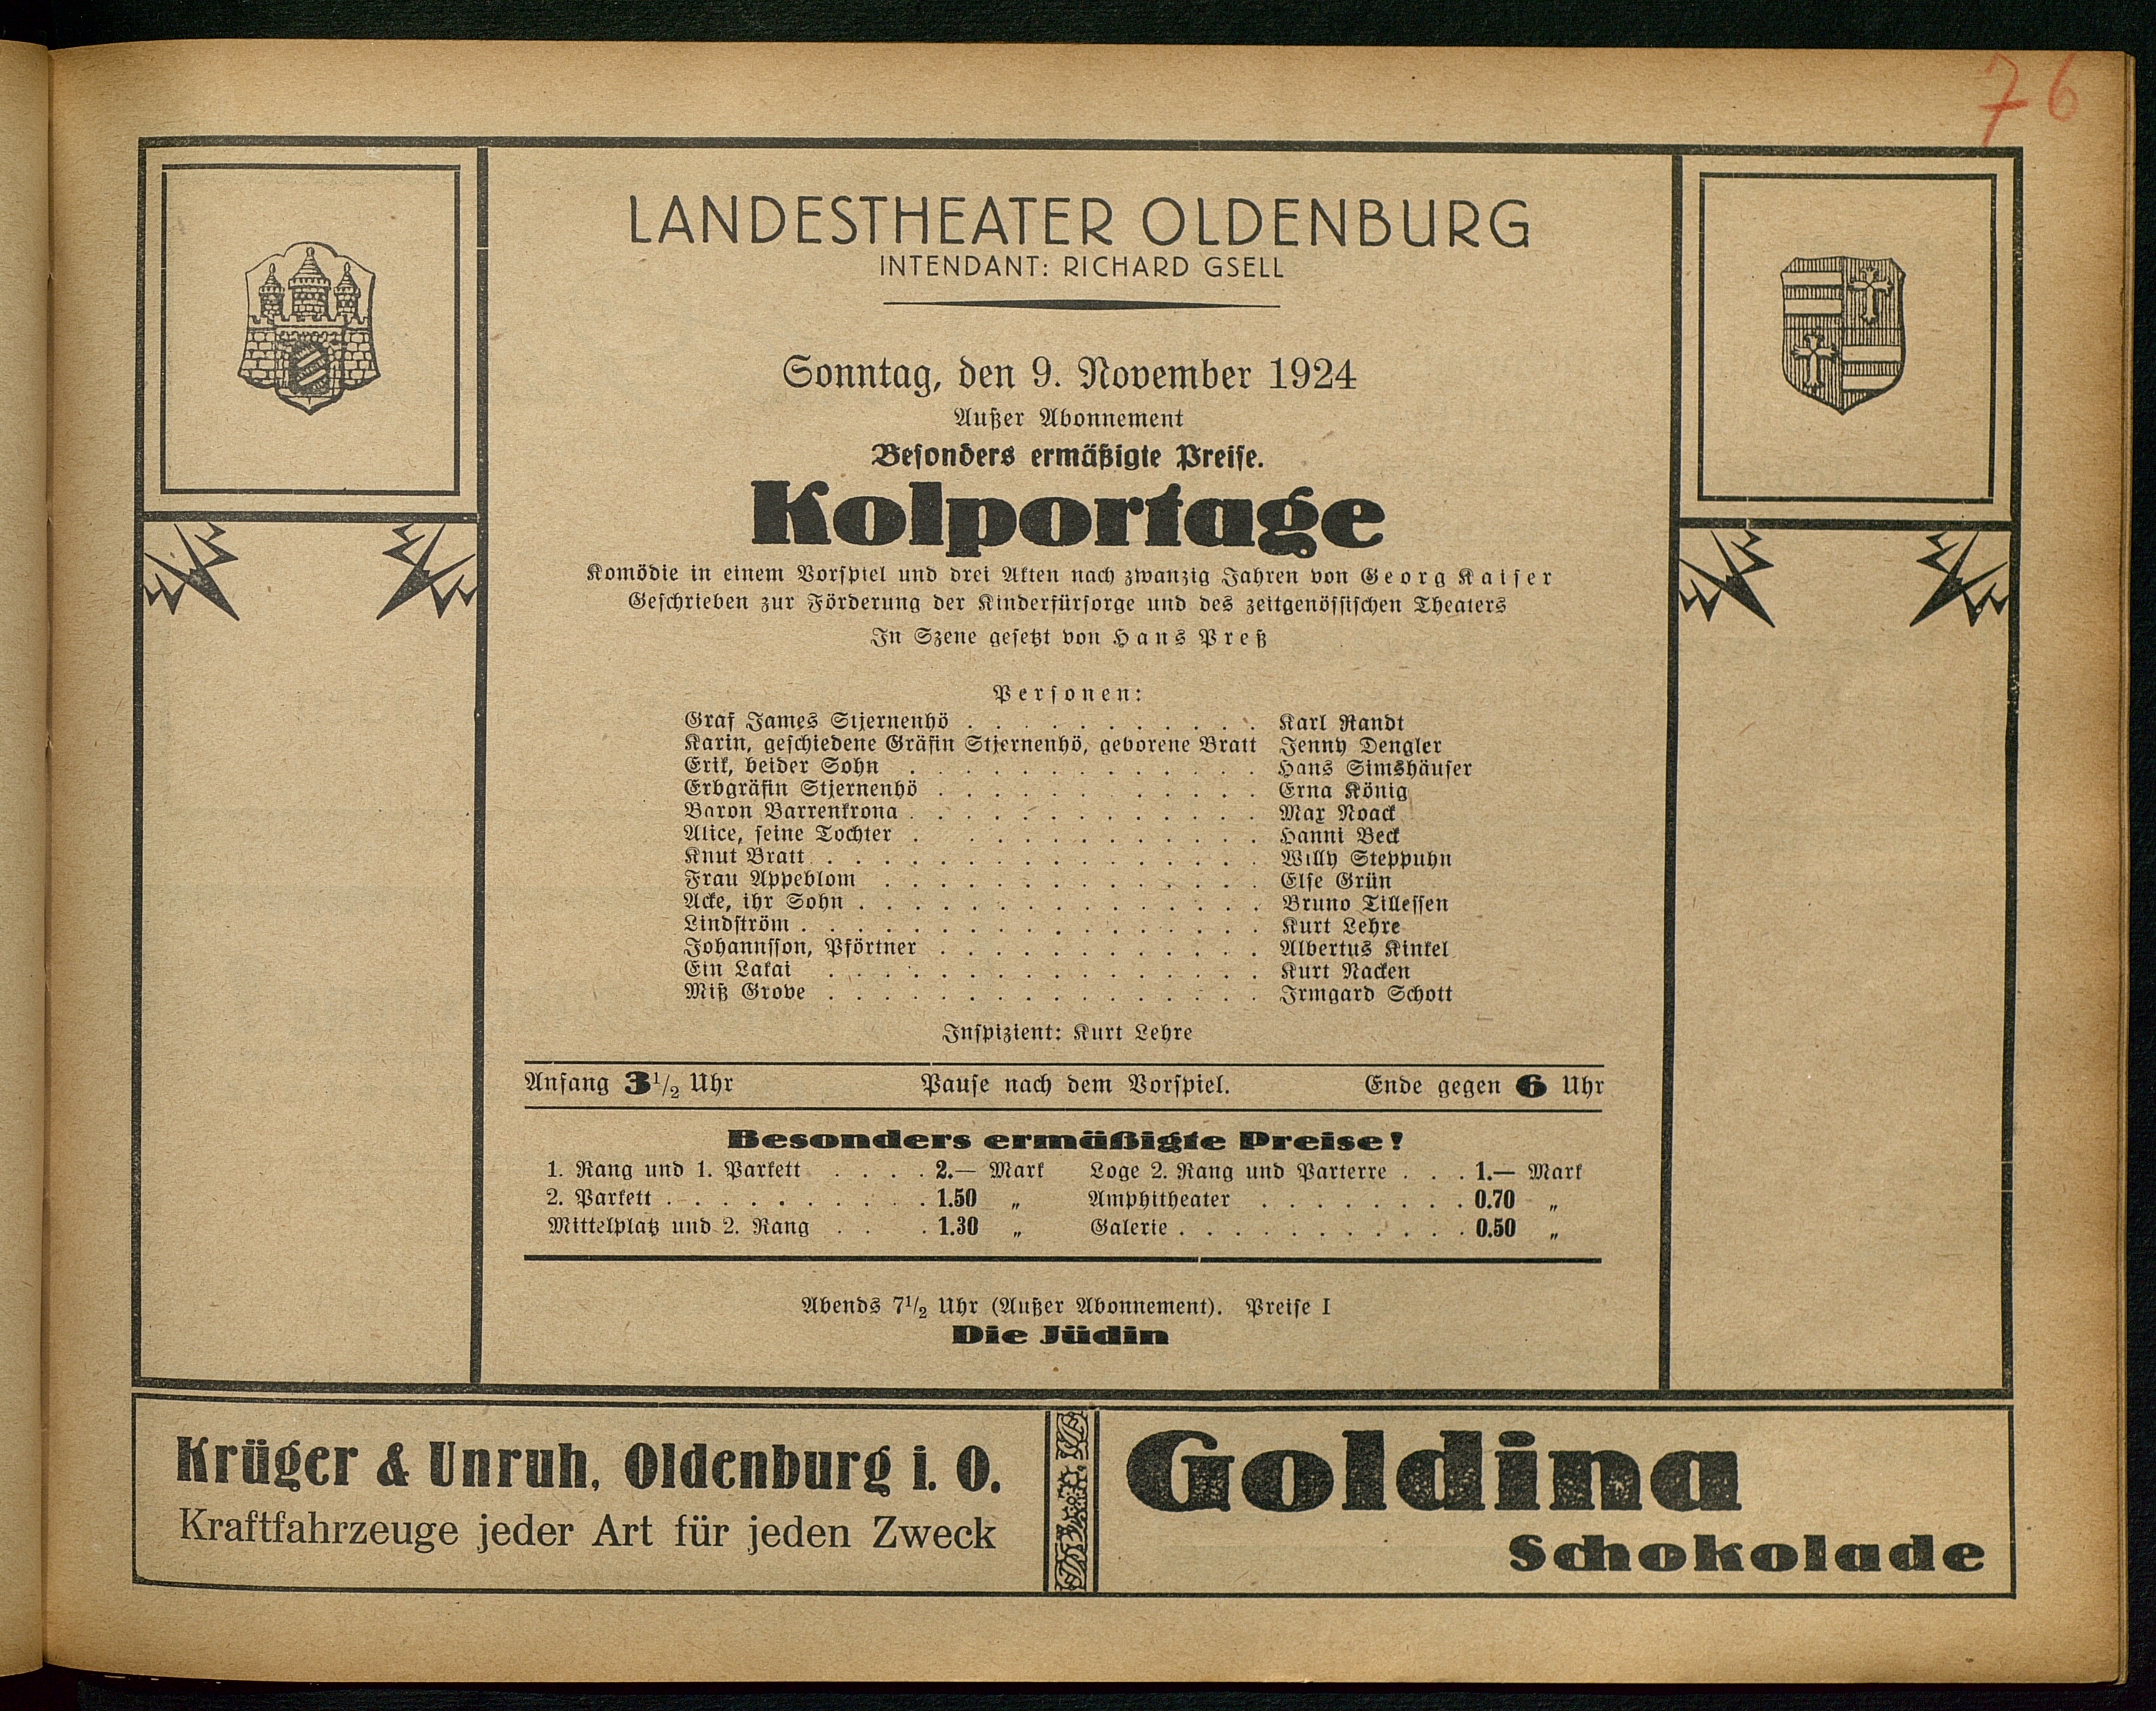 76
LANDESTHEATER OLDENBURG
INTENDANT: RICHARD GSELL
Sonntag, den 9. November 1924
Außer Abonnement
Besonders ermäßigte Preise.
Kolportage
Komödie in einem Vorspiel und drei Akten nach zwanzig Jahren von Georg Kaiser
Geschrieben zur Förderung der Kinderfürsorge und des zeitgenössischen Theaters
In Szene gesetzt von Hans Preß
Personen:
Graf James Stjernenhö . . . . . . . . . . . Karl Randt
Karin, geschiedene Gräfin Stjernenhö, geborene Bratt Jenny Dengler
Erik, beider Sohn . . . . . . . . . . . . . Hans Simshäuser
Erbgräfin Stjernenhö . . . . . . . . . . . . Erna König
Baron Barrenkrona . . . . . . . . . . . . . Max Noack
Alice, seine Tochter . . . . . . . . . . . . Hanni Beck
Knut Bratt . . . . . . . . . . . . . . . . Willy Steppuhn
Frau Appeblom . . . . . . . . . . . . . . Else Grün
Acke, ihr Sohn . . . . . . . . . . . . . . . Bruno Tillessen
Lindström . . . . . . . . . . . . . . . . . Kurt Lehre
Johannsson, Pförtner . . . . . . . . . . . . Albertus Kinkel
Ein Lakai . . . . . . . . . . . . . . . . Kurt Nacken
Miß Grove . . . . . . . . . . . . . . . . Irmgard Schott
Inspizient: Kurt Lehre
Anfang 3 1/2 Uhr Pause nach dem Vorspiel. Ende gegen 6 Uhr
Besonders ermäßigte Preise!
1. Rang und 1. Parkett . . . . 2.— Mark Loge 2. Rang und Parterre . . . 1.— Mark
2. Parkett . . . . . . . . . . 1.50 „ Amphitheater . . . . . . . . 0.70 „
Mittelplatz und 2. Rang . . . . 1.30 „ Galerie . . . . . . . . . . . 0.50 „
Abends 7 1/2 Uhr (Außer Abonnement). Preise I
Die Jüdin
Krüger & Unruh, Oldenburg i. O.
Kraftfahrzeuge jeder Art für jeden Zweck
Goldina
Schokolade